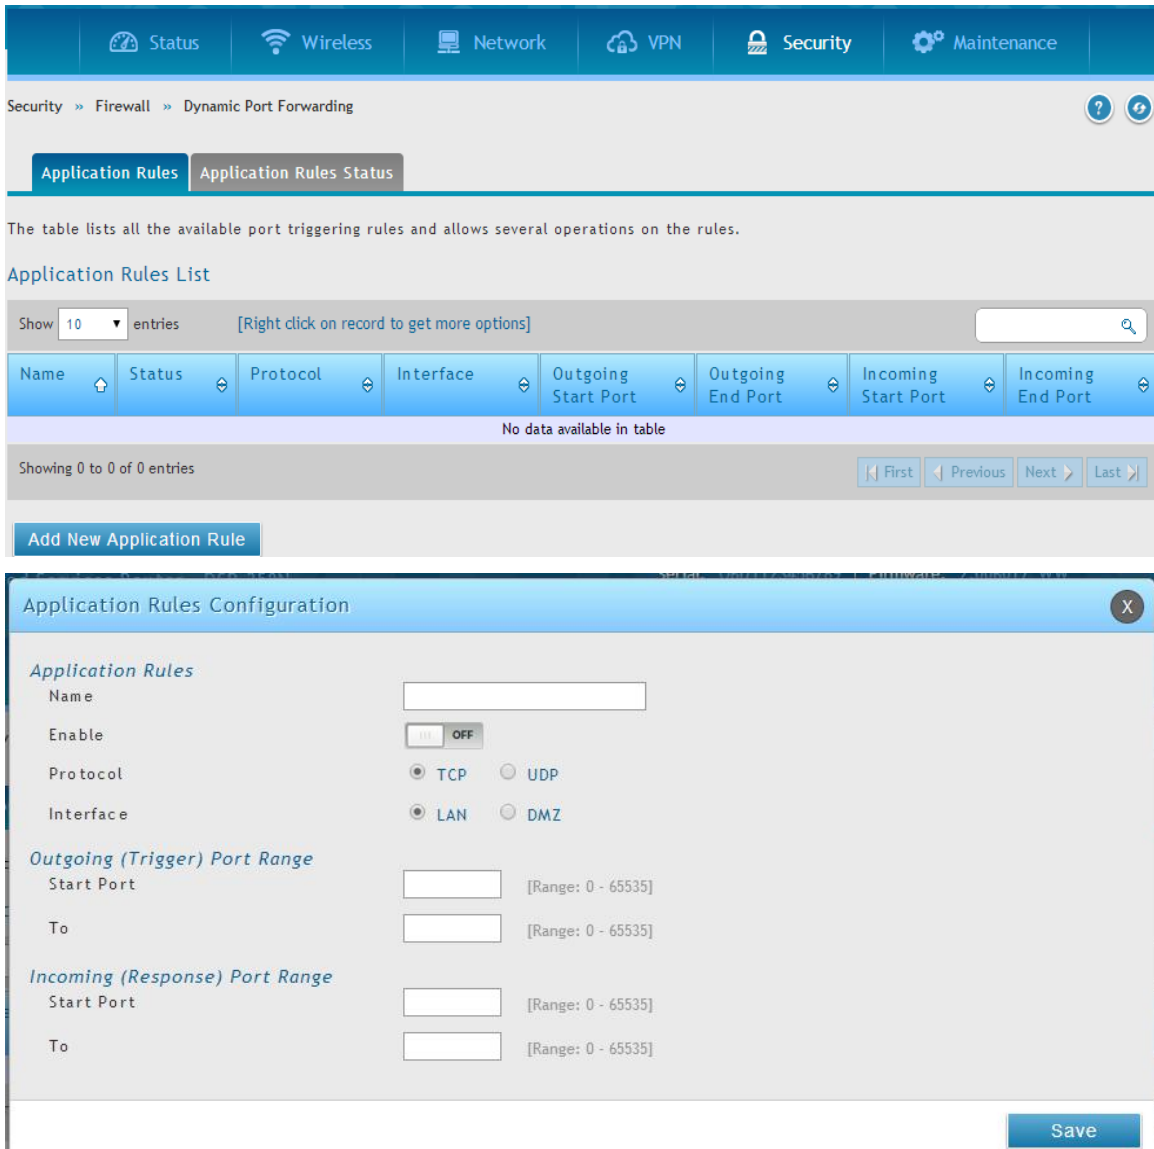 Status Wireless Network VPN Security Maintenance
Security » Firewall » Dynamic Port Forwarding
Application Rules Application Rules Status
The table lists all the available port triggering rules and allows several operations on the rules.
Application Rules List
Show 10 entries [Right click on record to get more options]
Name Status Protocol Interface Outgoing Start Port Outgoing End Port Incoming Start Port Incoming End Port
No data available in table
Showing 0 to 0 of 0 entries First Previous Next Last
Add New Application Rule
Application Rules Configuration X
Application Rules
Name
Enable OFF
Protocol TCP UDP
Interface LAN DMZ
Outgoing (Trigger) Port Range
Start Port [Range: 0 - 65535]
To [Range: 0 - 65535]
Incoming (Response) Port Range
Start Port [Range: 0 - 65535]
To [Range: 0 - 65535]
Save